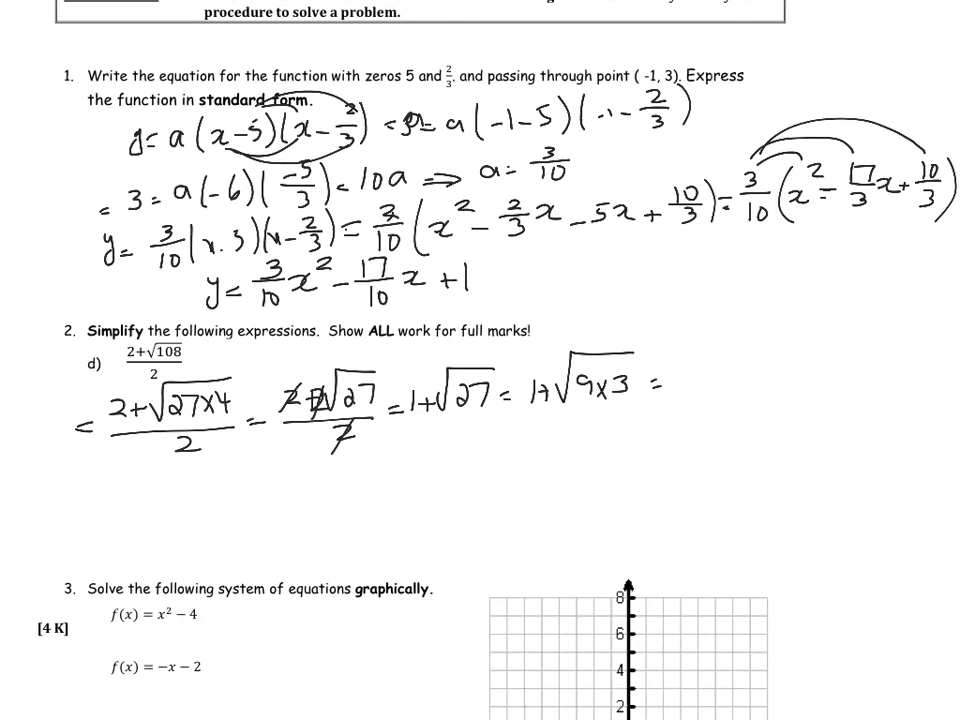 procedure to solve a problem.
1. Write the equation for the function with zeros 5 and 2/3. and passing through point ( -1, 3). Express
the function in standard form.
y = a (x-5)(x - 2/3) = 3 = a (-1-5)(-1 - 2/3)
= 3 = a(-6)(-5/3) = 10a ⇒ a = 3/10
y = 3/10 (x-5)(x - 2/3) = 3/10 (x² - 2/3x - 5x + 10/3) = 3/10 (x² - 17/3x + 10/3)
y = 3/10x² - 17/10x + 1
2. Simplify the following expressions. Show ALL work for full marks!
d) 2+√108/2
= 2+√27×4/2 = 2+2√27/2 = 1+√27 = 1+√9×3 =
3. Solve the following system of equations graphically.
f(x) = x² − 4
[4 K]
f(x) = −x − 2
8
6
4
2